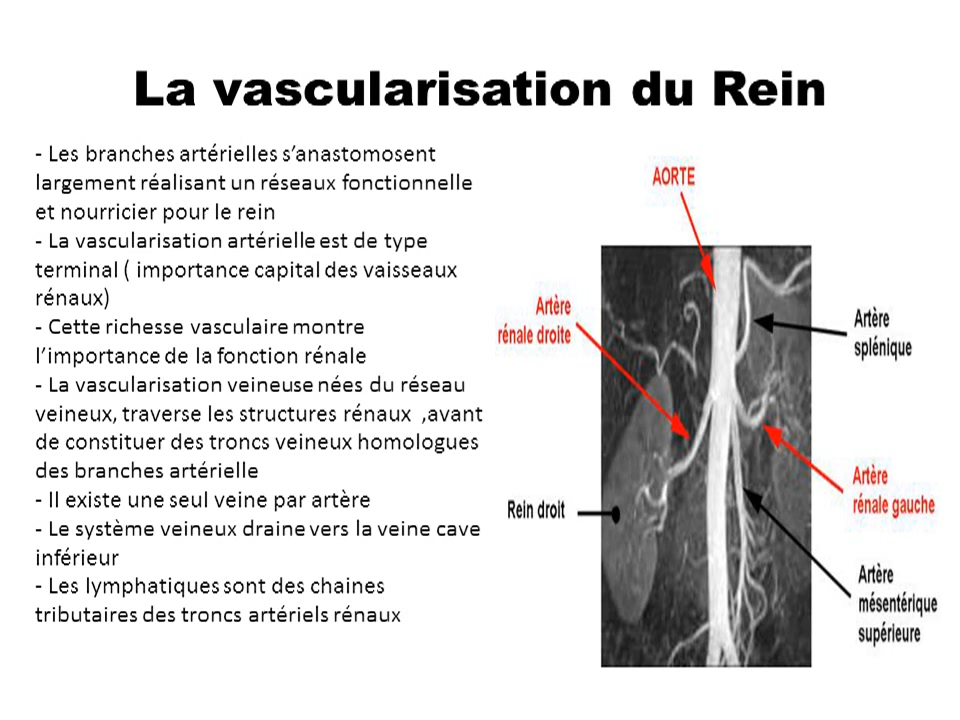 La vascularisation du Rein
- Les branches artérielles s’anastomosent
largement réalisant un réseaux fonctionnelle
et nourricier pour le rein
- La vascularisation artérielle est de type
terminal ( importance capital des vaisseaux
rénaux)
- Cette richesse vasculaire montre
l’importance de la fonction rénale
- La vascularisation veineuse nées du réseau
veineux, traverse les structures rénaux ,avant
de constituer des troncs veineux homologues
des branches artérielle
- Il existe une seul veine par artère
- Le système veineux draine vers la veine cave
inférieur
- Les lymphatiques sont des chaines
tributaires des troncs artériels rénaux
AORTE
Artère
rénale droite
Artère
splénique
Artère
rénale gauche
Rein droit
Artère
mésentérique
supérieure